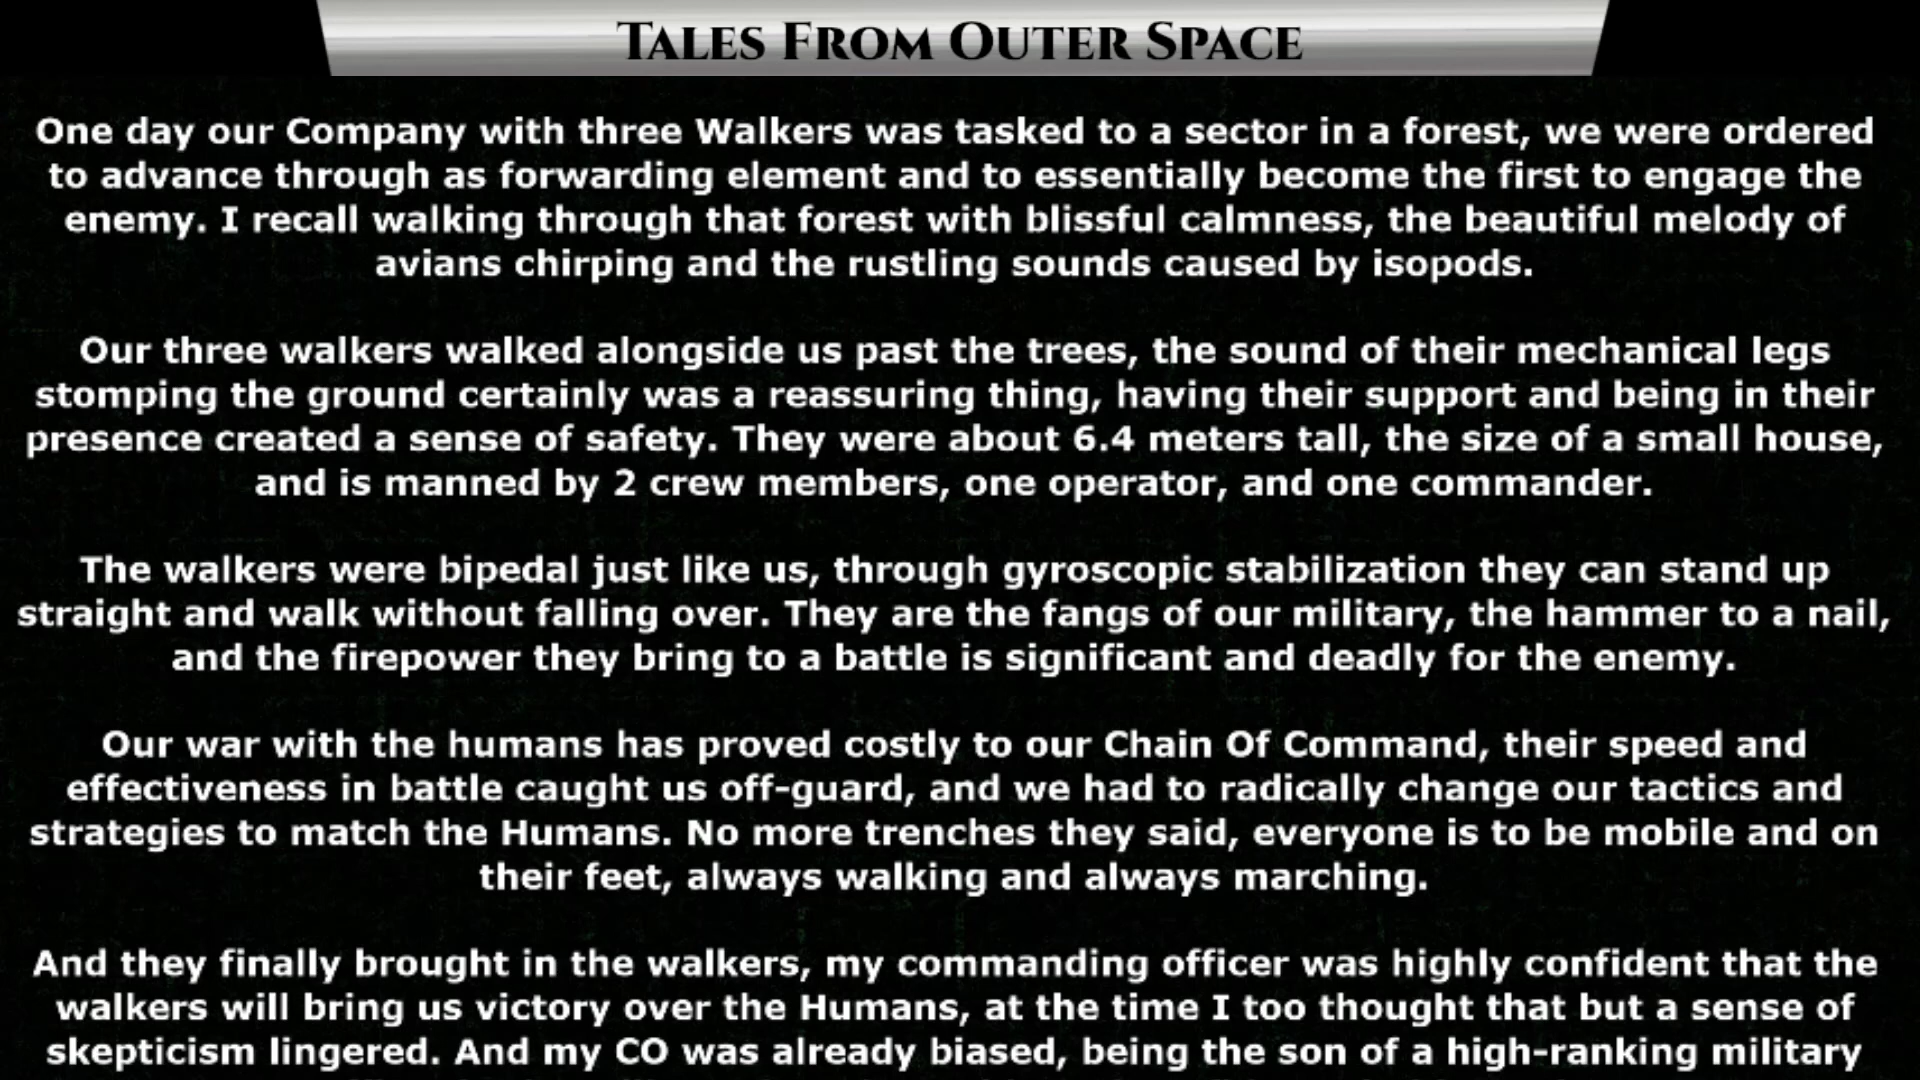 Tales From Outer Space
One day our Company with three Walkers was tasked to a sector in a forest, we were ordered
to advance through as forwarding element and to essentially become the first to engage the
enemy. I recall walking through that forest with blissful calmness, the beautiful melody of
avians chirping and the rustling sounds caused by isopods.
Our three walkers walked alongside us past the trees, the sound of their mechanical legs
stomping the ground certainly was a reassuring thing, having their support and being in their
presence created a sense of safety. They were about 6.4 meters tall, the size of a small house,
and is manned by 2 crew members, one operator, and one commander.
The walkers were bipedal just like us, through gyroscopic stabilization they can stand up
straight and walk without falling over. They are the fangs of our military, the hammer to a nail,
and the firepower they bring to a battle is significant and deadly for the enemy.
Our war with the humans has proved costly to our Chain Of Command, their speed and
effectiveness in battle caught us off-guard, and we had to radically change our tactics and
strategies to match the Humans. No more trenches they said, everyone is to be mobile and on
their feet, always walking and always marching.
And they finally brought in the walkers, my commanding officer was highly confident that the
walkers will bring us victory over the Humans, at the time I too thought that but a sense of
skepticism lingered. And my CO was already biased, being the son of a high-ranking military